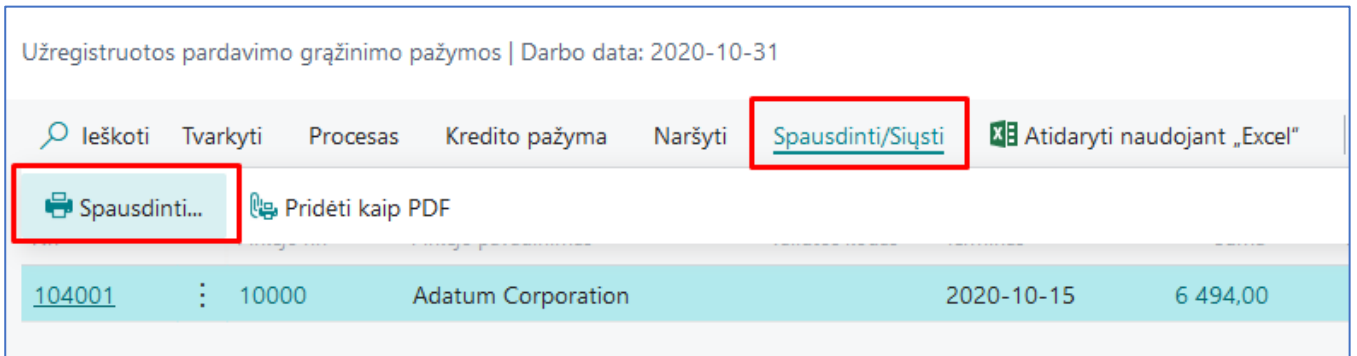 Užregistruotos pardavimo grąžinimo pažymos | Darbo data: 2020-10-31
Ieškoti Tvarkyti Procesas Kredito pažyma Naršyti Spausdinti/Siųsti Atidaryti naudojant „Excel“
Spausdinti... Pridėti kaip PDF
104001 10000 Adatum Corporation 2020-10-15 6 494,00